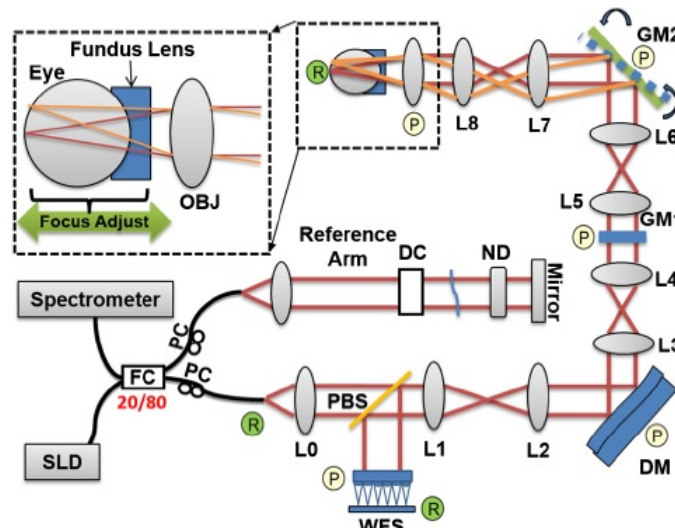 Fundus Lens
Eye
OBJ
Focus Adjust
R
P
L8
L7
GM2
P
L6
L5
GM1
P
L4
L3
Reference
Arm
DC
ND
Mirror
Spectrometer
PC
FC
PC
20/80
R
L0
PBS
L1
L2
P
DM
SLD
P
R
WFS